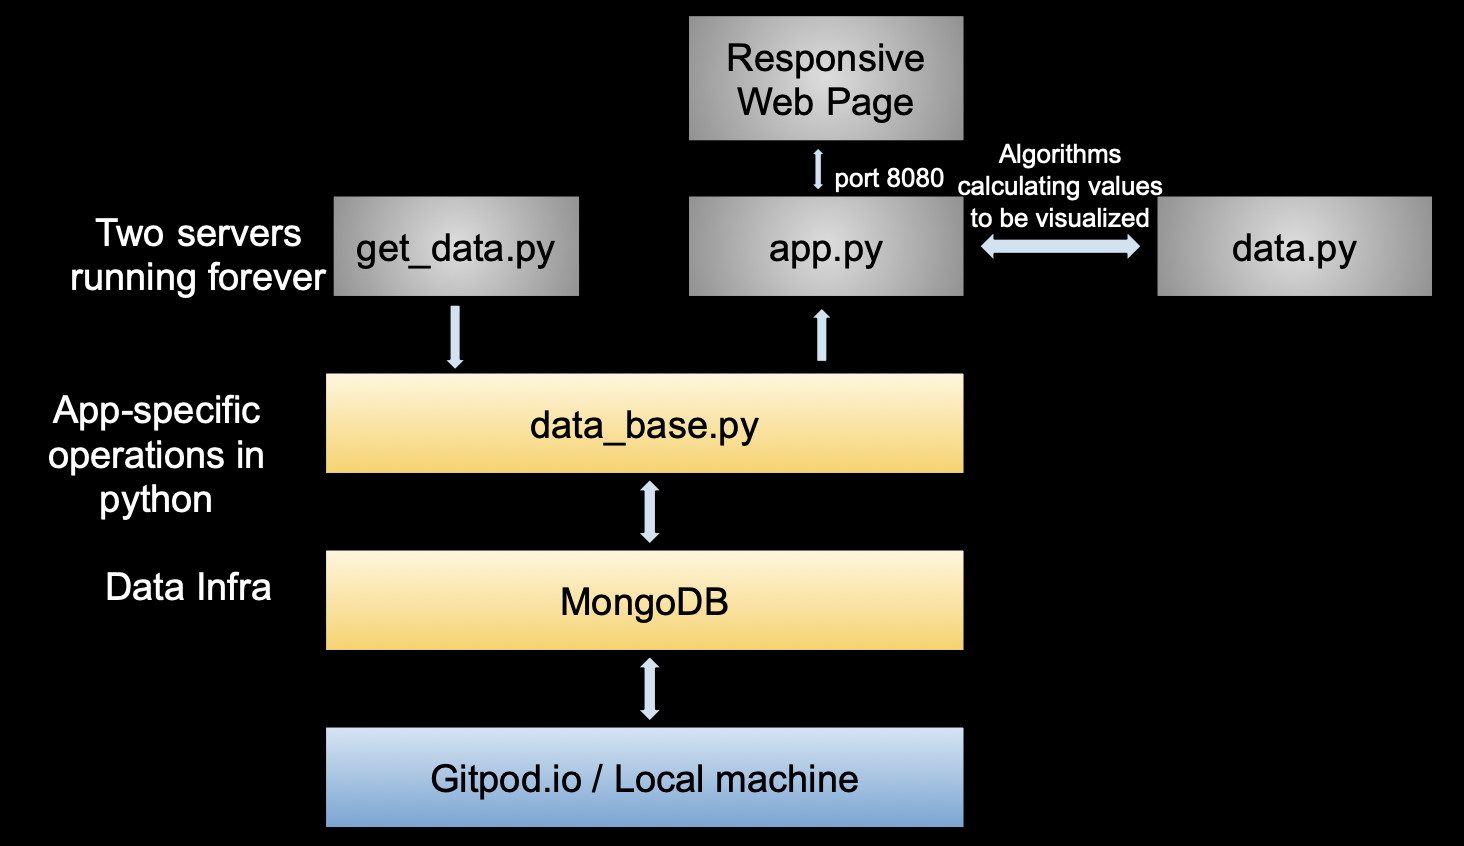 Responsive
Web Page
port 8080
Algorithms
calculating values
to be visualized
Two servers
running forever
get_data.py
app.py
data.py
App-specific
operations in
python
data_base.py
Data Infra
MongoDB
Gitpod.io / Local machine